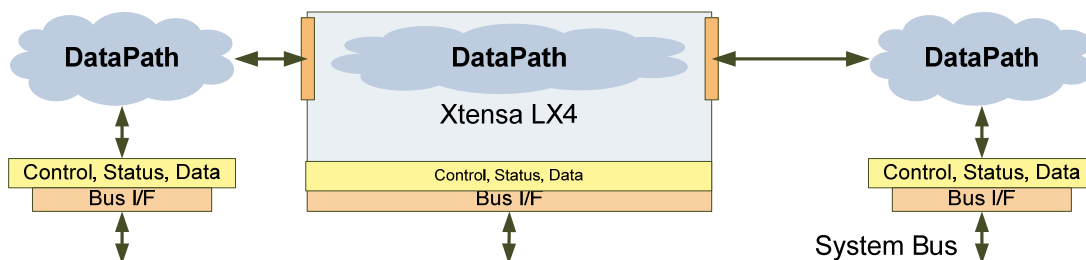 DataPath
DataPath
DataPath
Xtensa LX4
Control, Status, Data
Control, Status, Data
Control, Status, Data
Bus I/F
Bus I/F
Bus I/F
System Bus